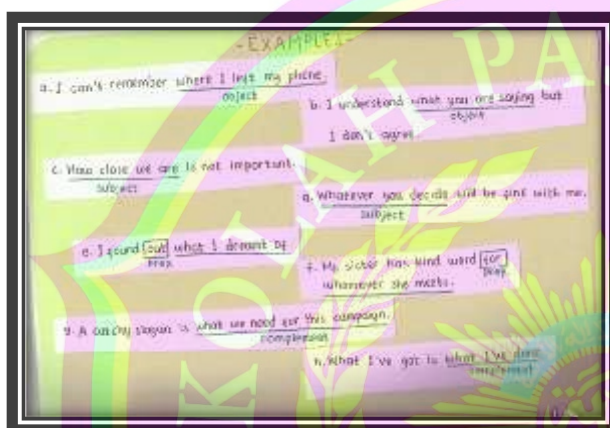 -EXAMPLES-
a. I can't remember where I left my phone.
object
b. I understand what you are saying but
object
I don't agree.
c. How close we are is not important.
subject
d. Whatever you decide will be fine with me.
subject
e. I found out what I dreamt of
prep
f. My sister has kind word for
prep.
whomever she meets.
g. A catchy slogan is what we need for this campaign.
complement
h. What I've got is what I've done
complement
KOLAH PA